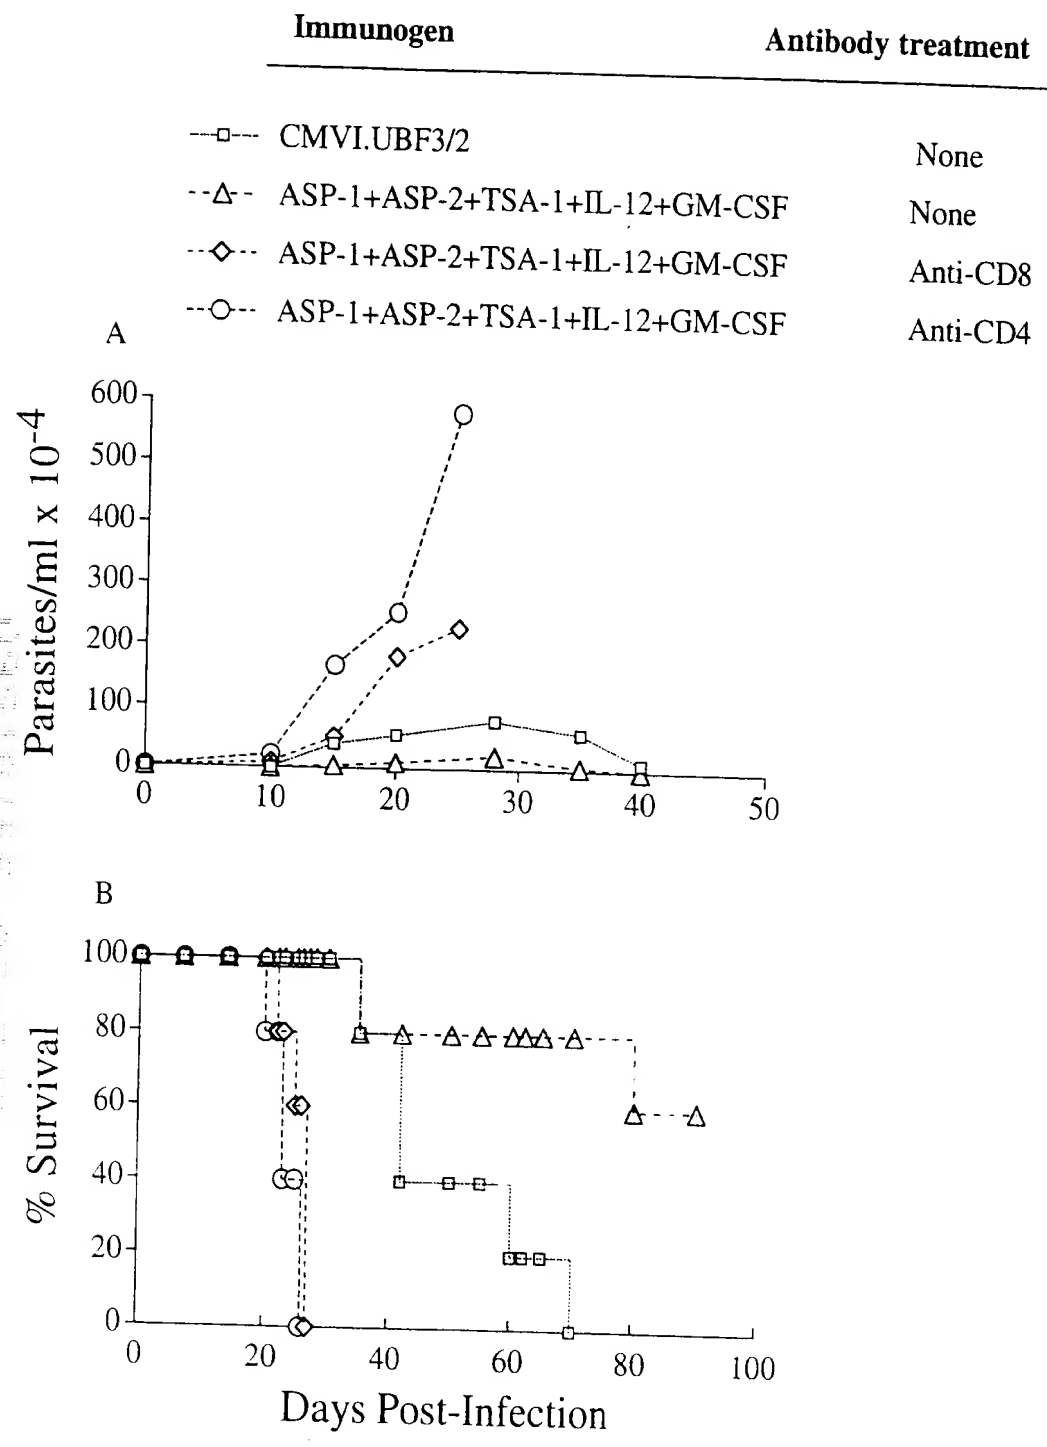 Immunogen Antibody treatment
CMVI.UBF3/2 None
ASP-1+ASP-2+TSA-1+IL-12+GM-CSF None
ASP-1+ASP-2+TSA-1+IL-12+GM-CSF Anti-CD8
ASP-1+ASP-2+TSA-1+IL-12+GM-CSF Anti-CD4
A
Parasites/ml x 10-4
600
500
400
300
200
100
0
0 10 20 30 40 50
B
% Survival
100
80
60
40
20
0
0 20 40 60 80 100
Days Post-Infection